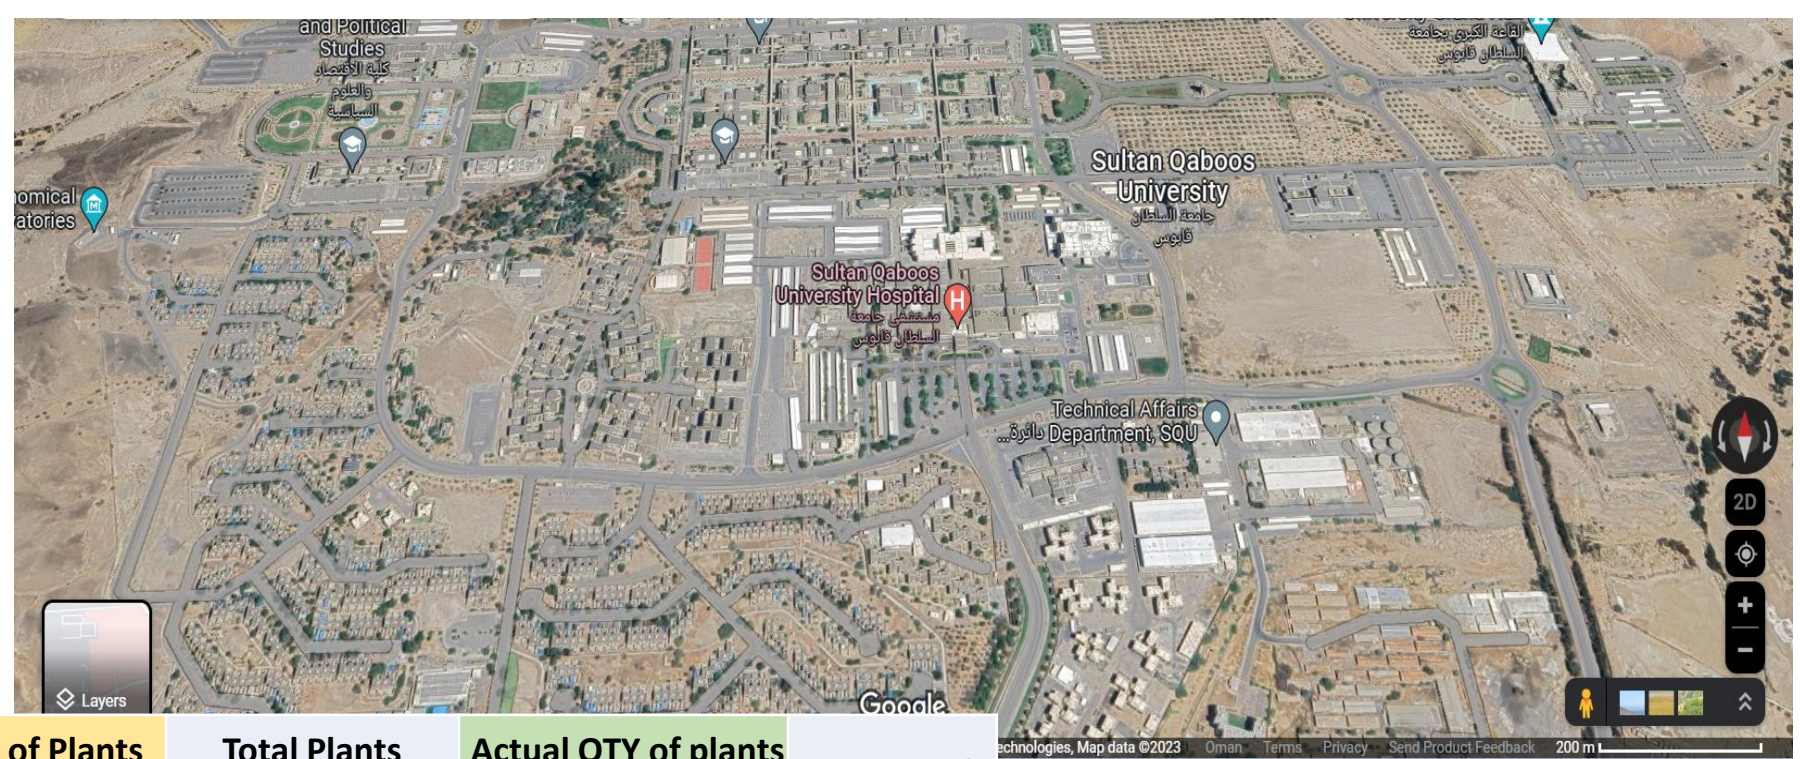 and Political
Studies
كلية الاقتصاد
والعلوم
السياسية
القاعة الكبرى بجامعة
السلطان قابوس
Sultan Qaboos
University
جامعة السلطان
قابوس
omical
atories
Sultan Qaboos
University Hospital
مستشفى جامعة
السلطان قابوس
H
Technical Affairs
Department, SQU دائرة...
2D
+
−
Layers
Google
of Plants Total Plants Actual QTY of plants
echnologies, Map data ©2023 Oman Terms Privacy Send Product Feedback 200 m